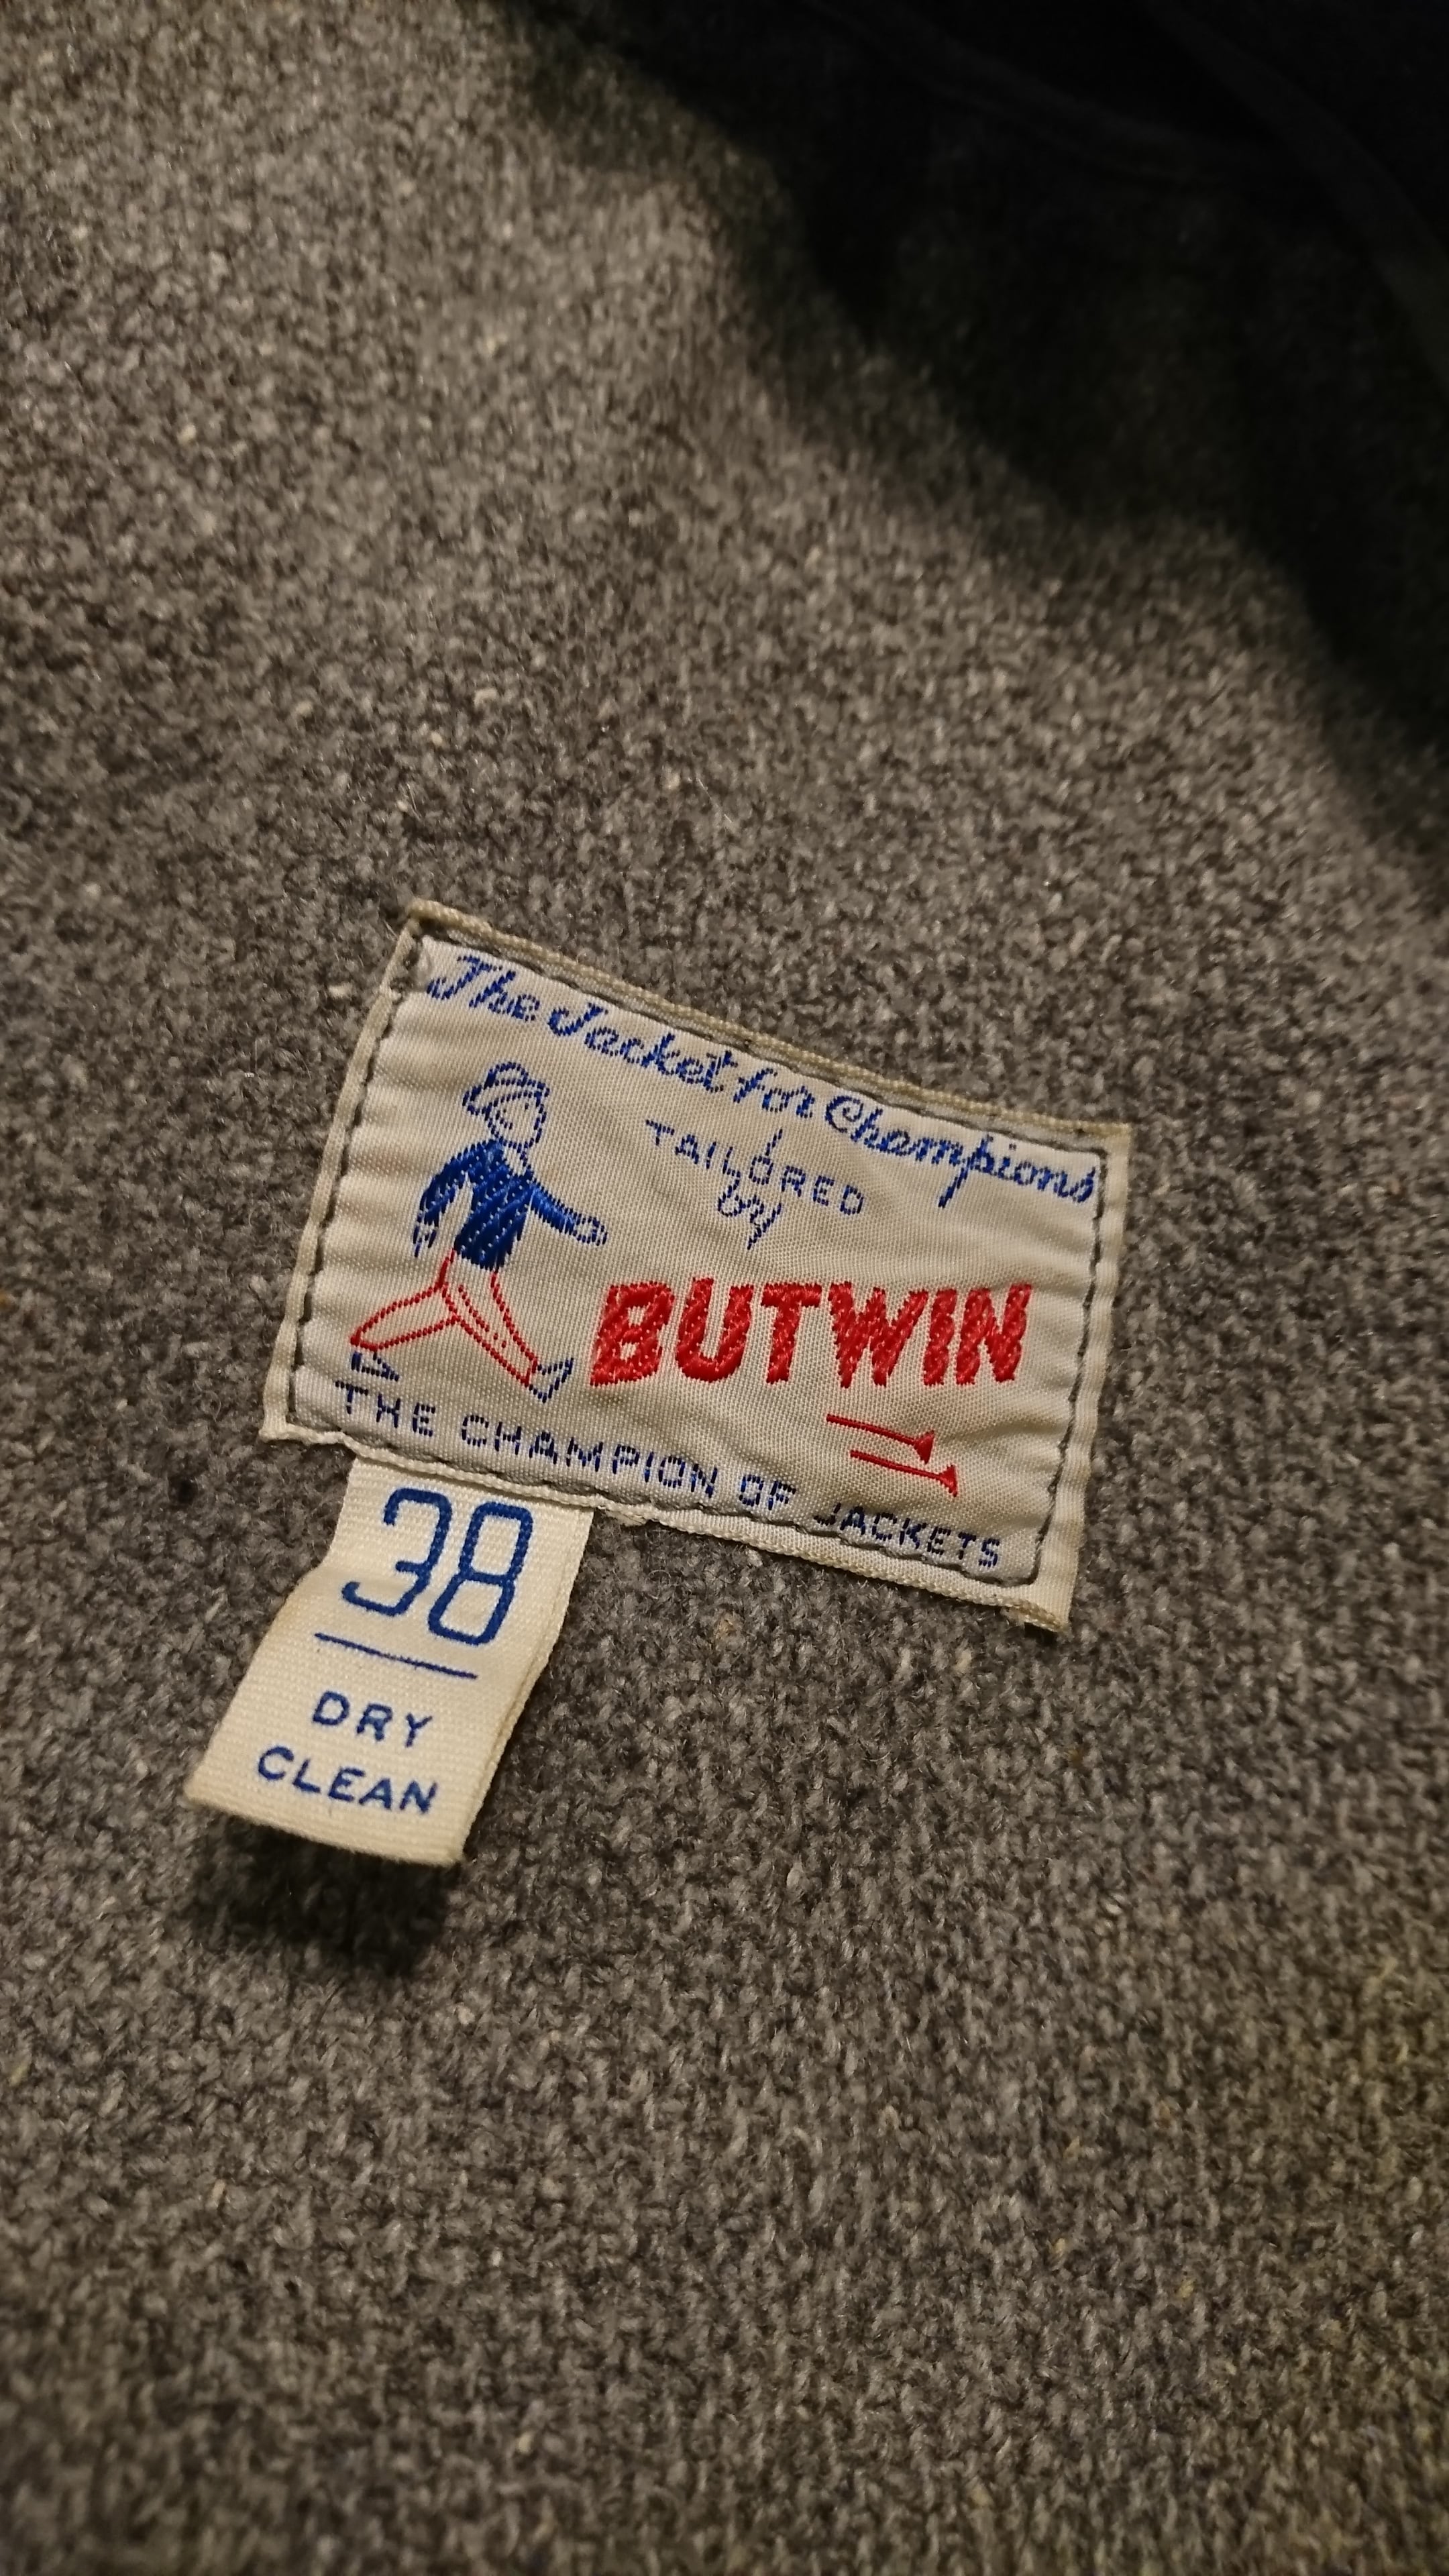 The Jacket for Champions
TAILORED
by
BUTWIN
THE CHAMPION OF JACKETS
38
DRY
CLEAN